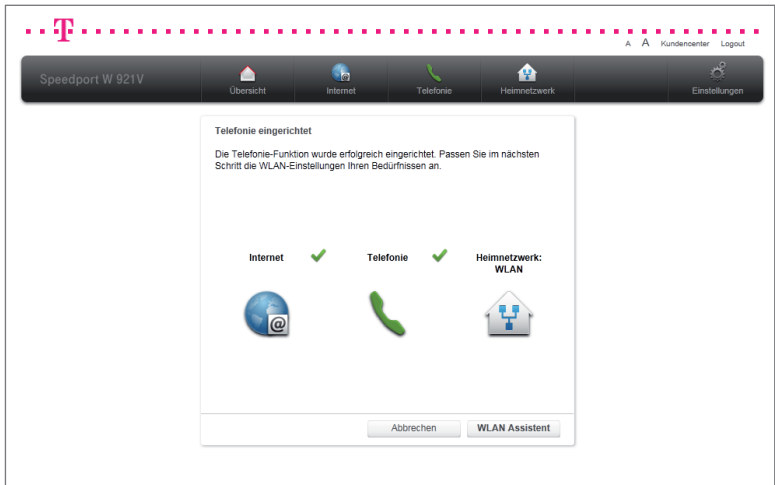 T
A A Kundencenter Logout
Speedport W 921V
Übersicht Internet Telefonie Heimnetzwerk Einstellungen
Telefonie eingerichtet
Die Telefonie-Funktion wurde erfolgreich eingerichtet. Passen Sie im nächsten
Schritt die WLAN-Einstellungen Ihren Bedürfnissen an.
Internet Telefonie Heimnetzwerk:
WLAN
@
Abbrechen WLAN Assistent